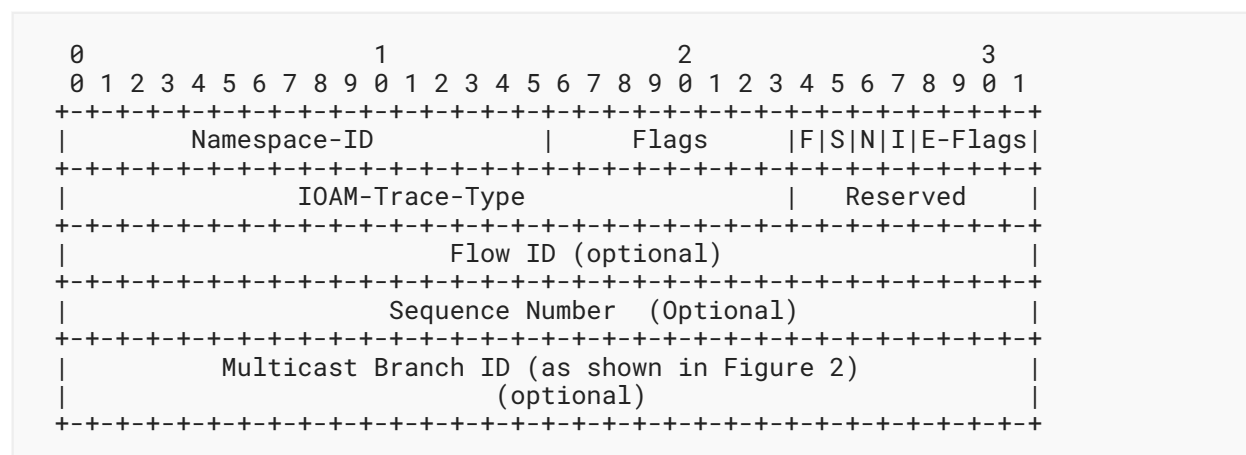 0                   1                   2                   3
 0 1 2 3 4 5 6 7 8 9 0 1 2 3 4 5 6 7 8 9 0 1 2 3 4 5 6 7 8 9 0 1
+-+-+-+-+-+-+-+-+-+-+-+-+-+-+-+-+-+-+-+-+-+-+-+-+-+-+-+-+-+-+-+-+
|        Namespace-ID           |     Flags     |F|S|N|I|E-Flags|
+-+-+-+-+-+-+-+-+-+-+-+-+-+-+-+-+-+-+-+-+-+-+-+-+-+-+-+-+-+-+-+-+
|               IOAM-Trace-Type                 |   Reserved    |
+-+-+-+-+-+-+-+-+-+-+-+-+-+-+-+-+-+-+-+-+-+-+-+-+-+-+-+-+-+-+-+-+
|                         Flow ID (optional)                    |
+-+-+-+-+-+-+-+-+-+-+-+-+-+-+-+-+-+-+-+-+-+-+-+-+-+-+-+-+-+-+-+-+
|                     Sequence Number  (Optional)               |
+-+-+-+-+-+-+-+-+-+-+-+-+-+-+-+-+-+-+-+-+-+-+-+-+-+-+-+-+-+-+-+-+
|          Multicast Branch ID (as shown in Figure 2)           |
|                            (optional)                         |
+-+-+-+-+-+-+-+-+-+-+-+-+-+-+-+-+-+-+-+-+-+-+-+-+-+-+-+-+-+-+-+-+